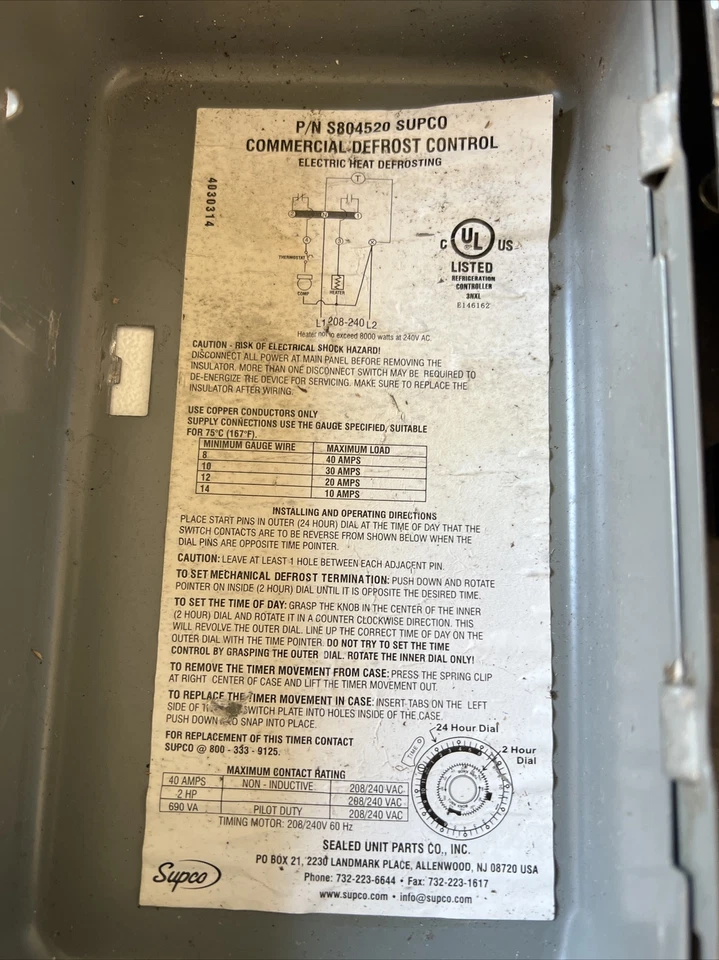 P/N S804520 SUPCO
COMMERCIAL DEFROST CONTROL
ELECTRIC HEAT DEFROSTING
4030314
T
4
3
X
THERMOSTAT
COMP
HEATER
L1 208-240 L2
Heater not to exceed 8000 watts at 240V AC.
C UL US
LISTED
REFRIGERATION
CONTROLLER
3NXL
E146162
CAUTION - RISK OF ELECTRICAL SHOCK HAZARD!
DISCONNECT ALL POWER AT MAIN PANEL BEFORE REMOVING THE
INSULATOR. MORE THAN ONE DISCONNECT SWITCH MAY BE REQUIRED TO
DE-ENERGIZE THE DEVICE FOR SERVICING. MAKE SURE TO REPLACE THE
INSULATOR AFTER WIRING.
USE COPPER CONDUCTORS ONLY
SUPPLY CONNECTIONS USE THE GAUGE SPECIFIED, SUITABLE
FOR 75°C (167°F).
MINIMUM GAUGE WIRE MAXIMUM LOAD
8 40 AMPS
10 30 AMPS
12 20 AMPS
14 10 AMPS
INSTALLING AND OPERATING DIRECTIONS
PLACE START PINS IN OUTER (24 HOUR) DIAL AT THE TIME OF DAY THAT THE
SWITCH CONTACTS ARE TO BE REVERSE FROM SHOWN BELOW WHEN THE
DIAL PINS ARE OPPOSITE TIME POINTER.
CAUTION: LEAVE AT LEAST 1 HOLE BETWEEN EACH ADJACENT PIN.
TO SET MECHANICAL DEFROST TERMINATION: PUSH DOWN AND ROTATE
POINTER ON INSIDE (2 HOUR) DIAL UNTIL IT IS OPPOSITE THE DESIRED TIME.
TO SET THE TIME OF DAY: GRASP THE KNOB IN THE CENTER OF THE INNER
(2 HOUR) DIAL AND ROTATE IT IN A COUNTER CLOCKWISE DIRECTION. THIS
WILL REVOLVE THE OUTER DIAL. LINE UP THE CORRECT TIME OF DAY ON THE
OUTER DIAL WITH THE TIME POINTER. DO NOT TRY TO SET THE TIME
CONTROL BY GRASPING THE OUTER DIAL. ROTATE THE INNER DIAL ONLY!
TO REMOVE THE TIMER MOVEMENT FROM CASE: PRESS THE SPRING CLIP
AT RIGHT CENTER OF CASE AND LIFT THE TIMER MOVEMENT OUT.
TO REPLACE THE TIMER MOVEMENT IN CASE: INSERT TABS ON THE LEFT
SIDE OF SWITCH PLATE INTO HOLES INSIDE OF THE CASE.
PUSH DOWN TO SNAP INTO PLACE.
FOR REPLACEMENT OF THIS TIMER CONTACT
SUPCO @ 800 - 333 - 9125.
24 Hour Dial
2 Hour
Dial
TIME
MAXIMUM CONTACT RATING
40 AMPS NON - INDUCTIVE 208/240 VAC
2 HP 208/240 VAC
690 VA PILOT DUTY 208/240 VAC
TIMING MOTOR: 208/240V 60 Hz
SEALED UNIT PARTS CO., INC.
PO BOX 21, 2230 LANDMARK PLACE, ALLENWOOD, NJ 08720 USA
Phone: 732-223-6644 • Fax: 732-223-1617
www.supco.com • info@supco.com
Supco